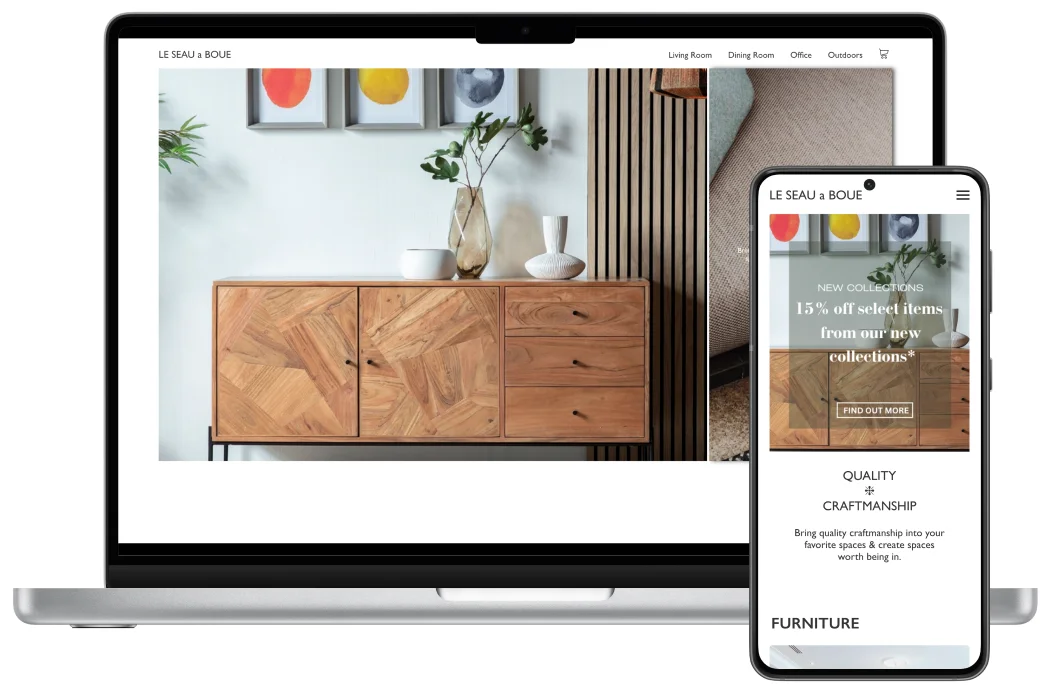 LE SEAU a BOUE
Living Room
Dining Room
Office
Outdoors
LE SEAU a BOUE
NEW COLLECTIONS
15% off select items
from our new
collections*
FIND OUT MORE
QUALITY
CRAFTMANSHIP
Bring quality craftmanship into your
favorite spaces & create spaces
worth being in.
FURNITURE